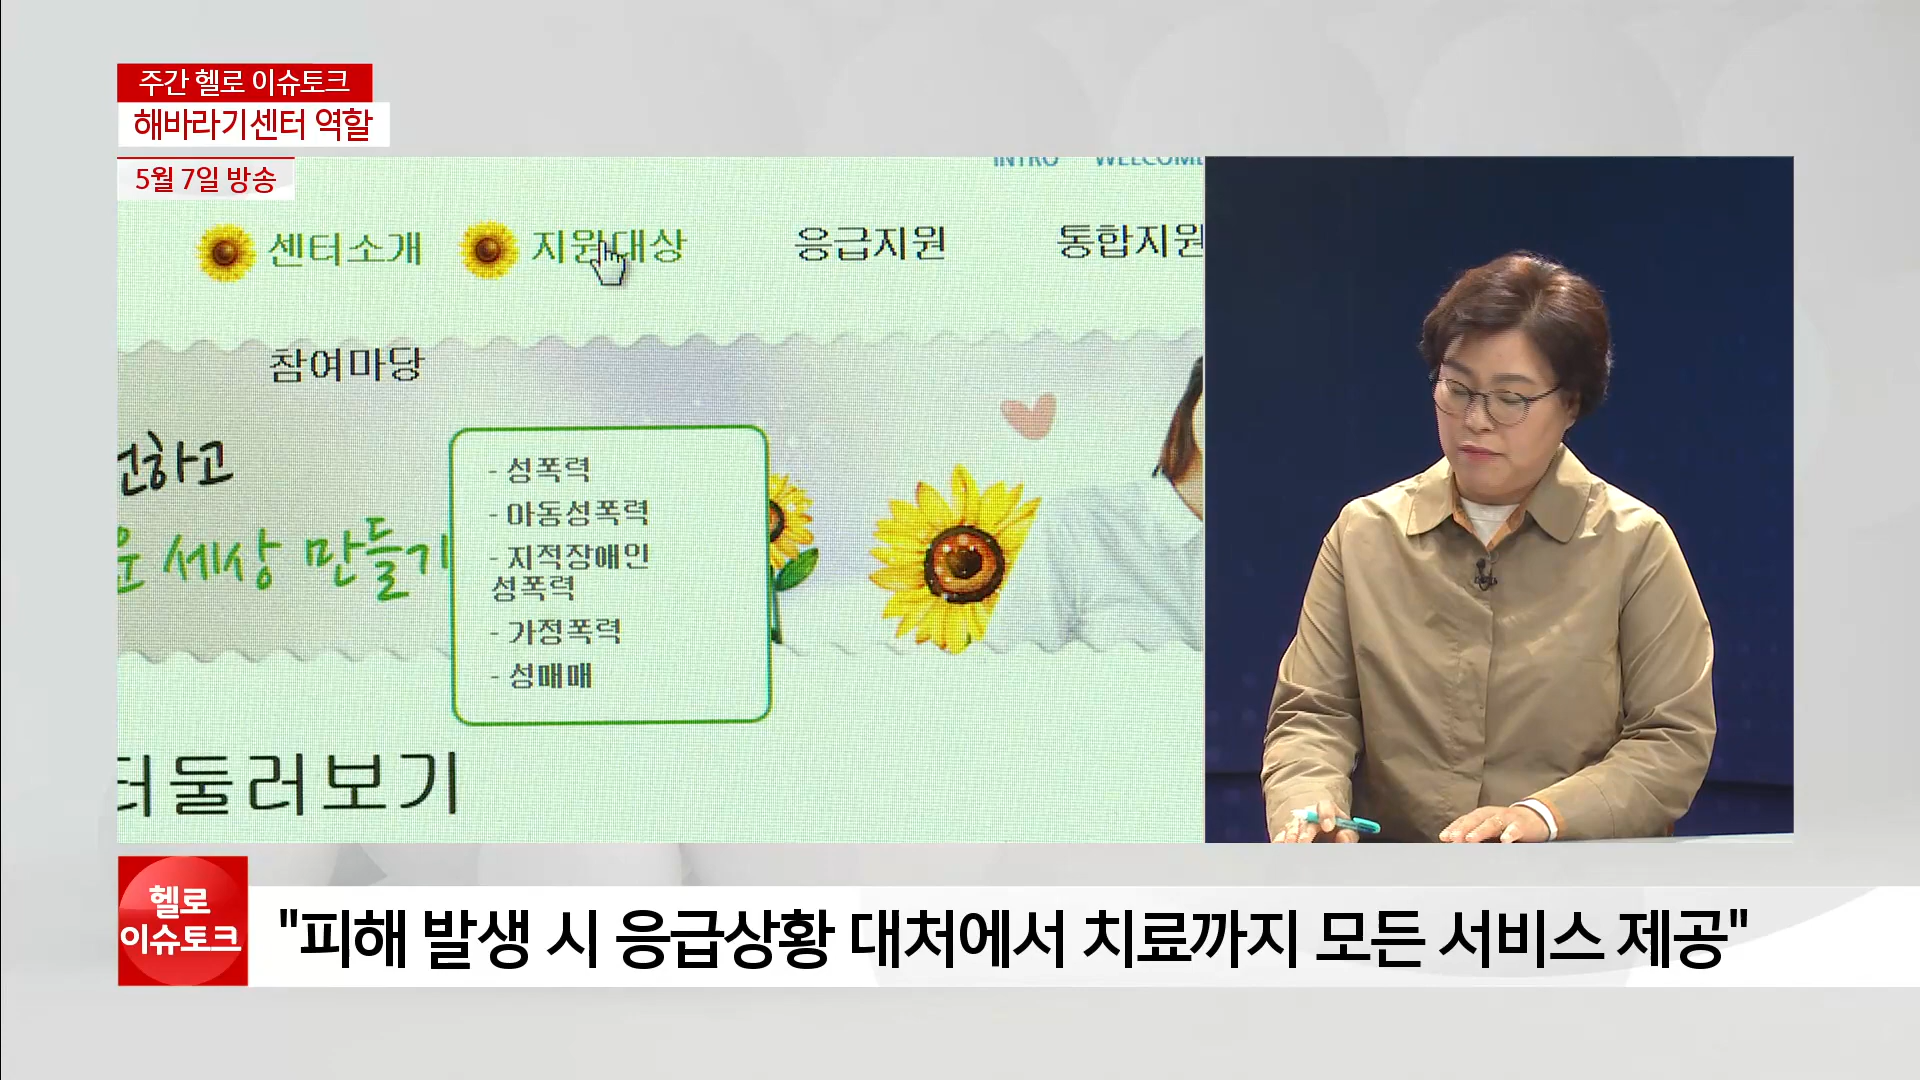 주간 헬로 이슈토크
해바라기센터 역할
5월 7일 방송
INTRO WELCOME
센터소개 지원대상 응급지원 통합지원
참여마당
하고
세상 만들기
- 성폭력
- 아동성폭력
- 지적장애인
성폭력
- 가정폭력
- 성매매
터둘러보기
헬로
이슈토크
"피해 발생 시 응급상황 대처에서 치료까지 모든 서비스 제공"